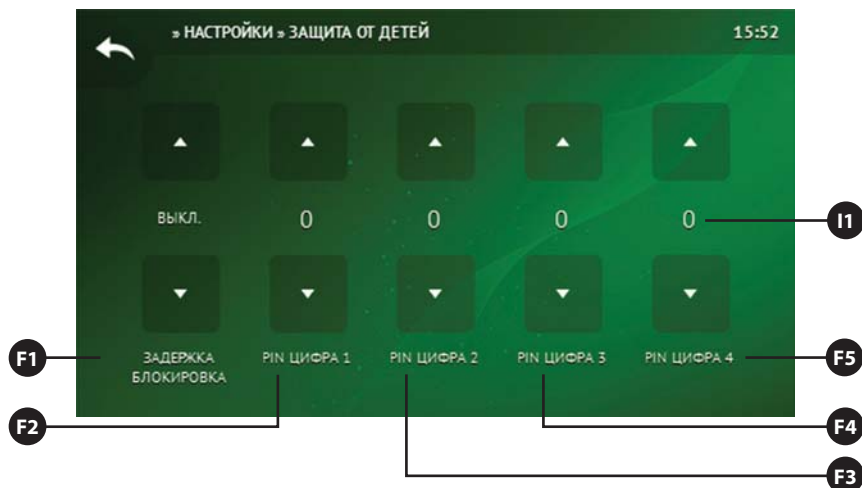 » НАСТРОЙКИ » ЗАЩИТА ОТ ДЕТЕЙ 15:52
ВЫКЛ. 0 0 0 0 I1
F1 ЗАДЕРЖКА БЛОКИРОВКА PIN ЦИФРА 1 PIN ЦИФРА 2 PIN ЦИФРА 3 PIN ЦИФРА 4 F5
F2 F4
F3